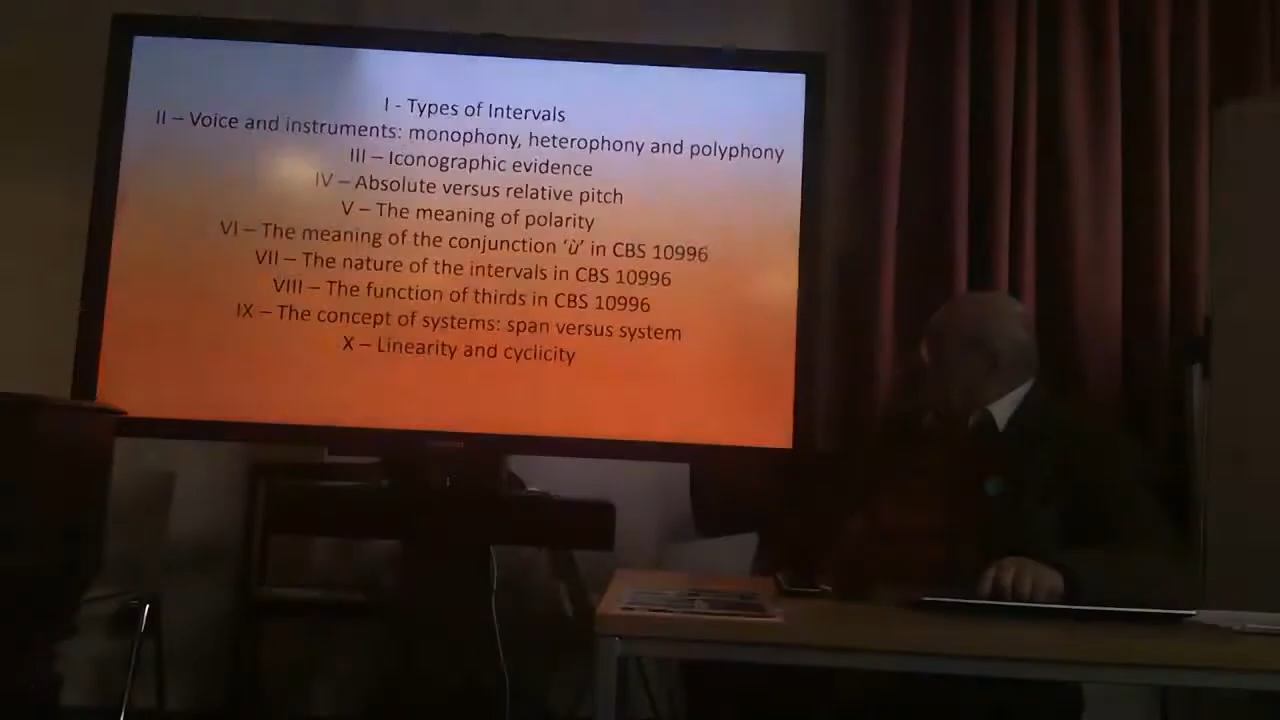 I - Types of Intervals
II – Voice and instruments: monophony, heterophony and polyphony
III – Iconographic evidence
IV – Absolute versus relative pitch
V – The meaning of polarity
VI – The meaning of the conjunction ‘ù’ in CBS 10996
VII – The nature of the intervals in CBS 10996
VIII – The function of thirds in CBS 10996
IX – The concept of systems: span versus system
X – Linearity and cyclicity